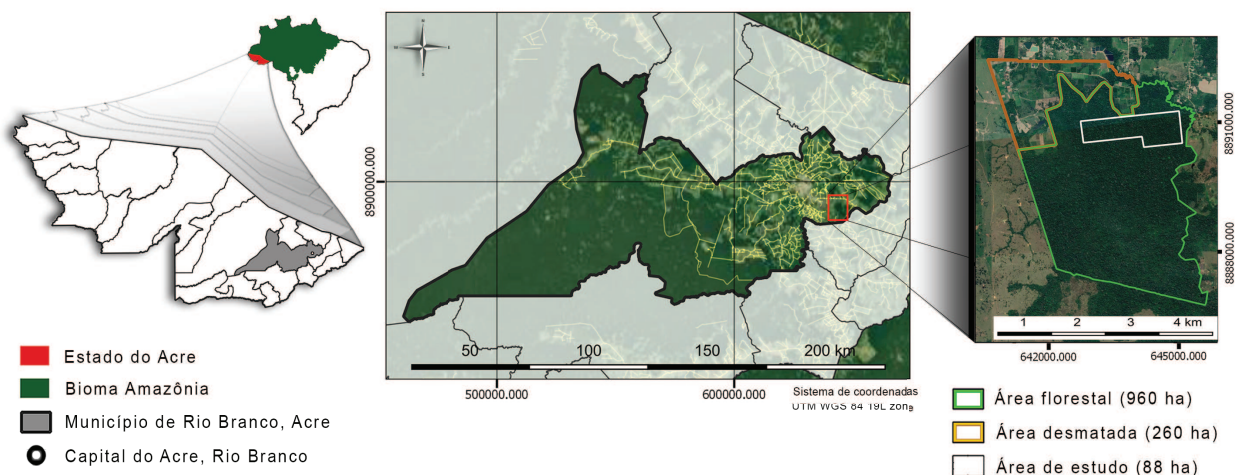 Estado do Acre
Bioma Amazônia
Município de Rio Branco, Acre
Capital do Acre, Rio Branco
8900000.000
50 100 150 200 km
500000.000 600000.000
Sistema de coordenadas
UTM WGS 84 19L zona
8891000.000
8888000.000
1 2 3 4 km
642000.000 645000.000
Área florestal (960 ha)
Área desmatada (260 ha)
Área de estudo (88 ha)